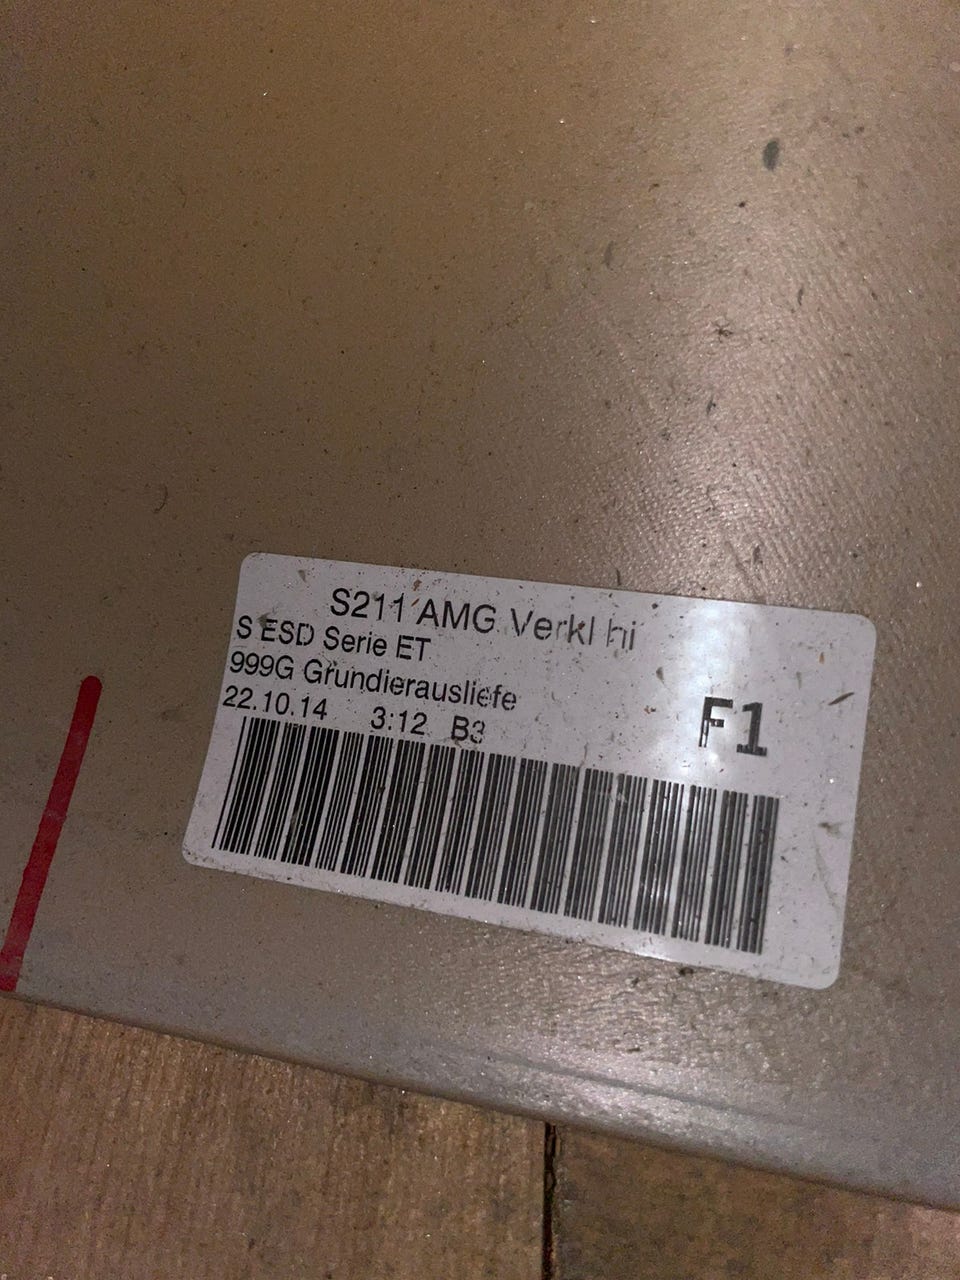 S211 AMG Verkl hi
S ESD Serie ET
999G Grundierausliefe
22.10.14 3:12 B3
F1